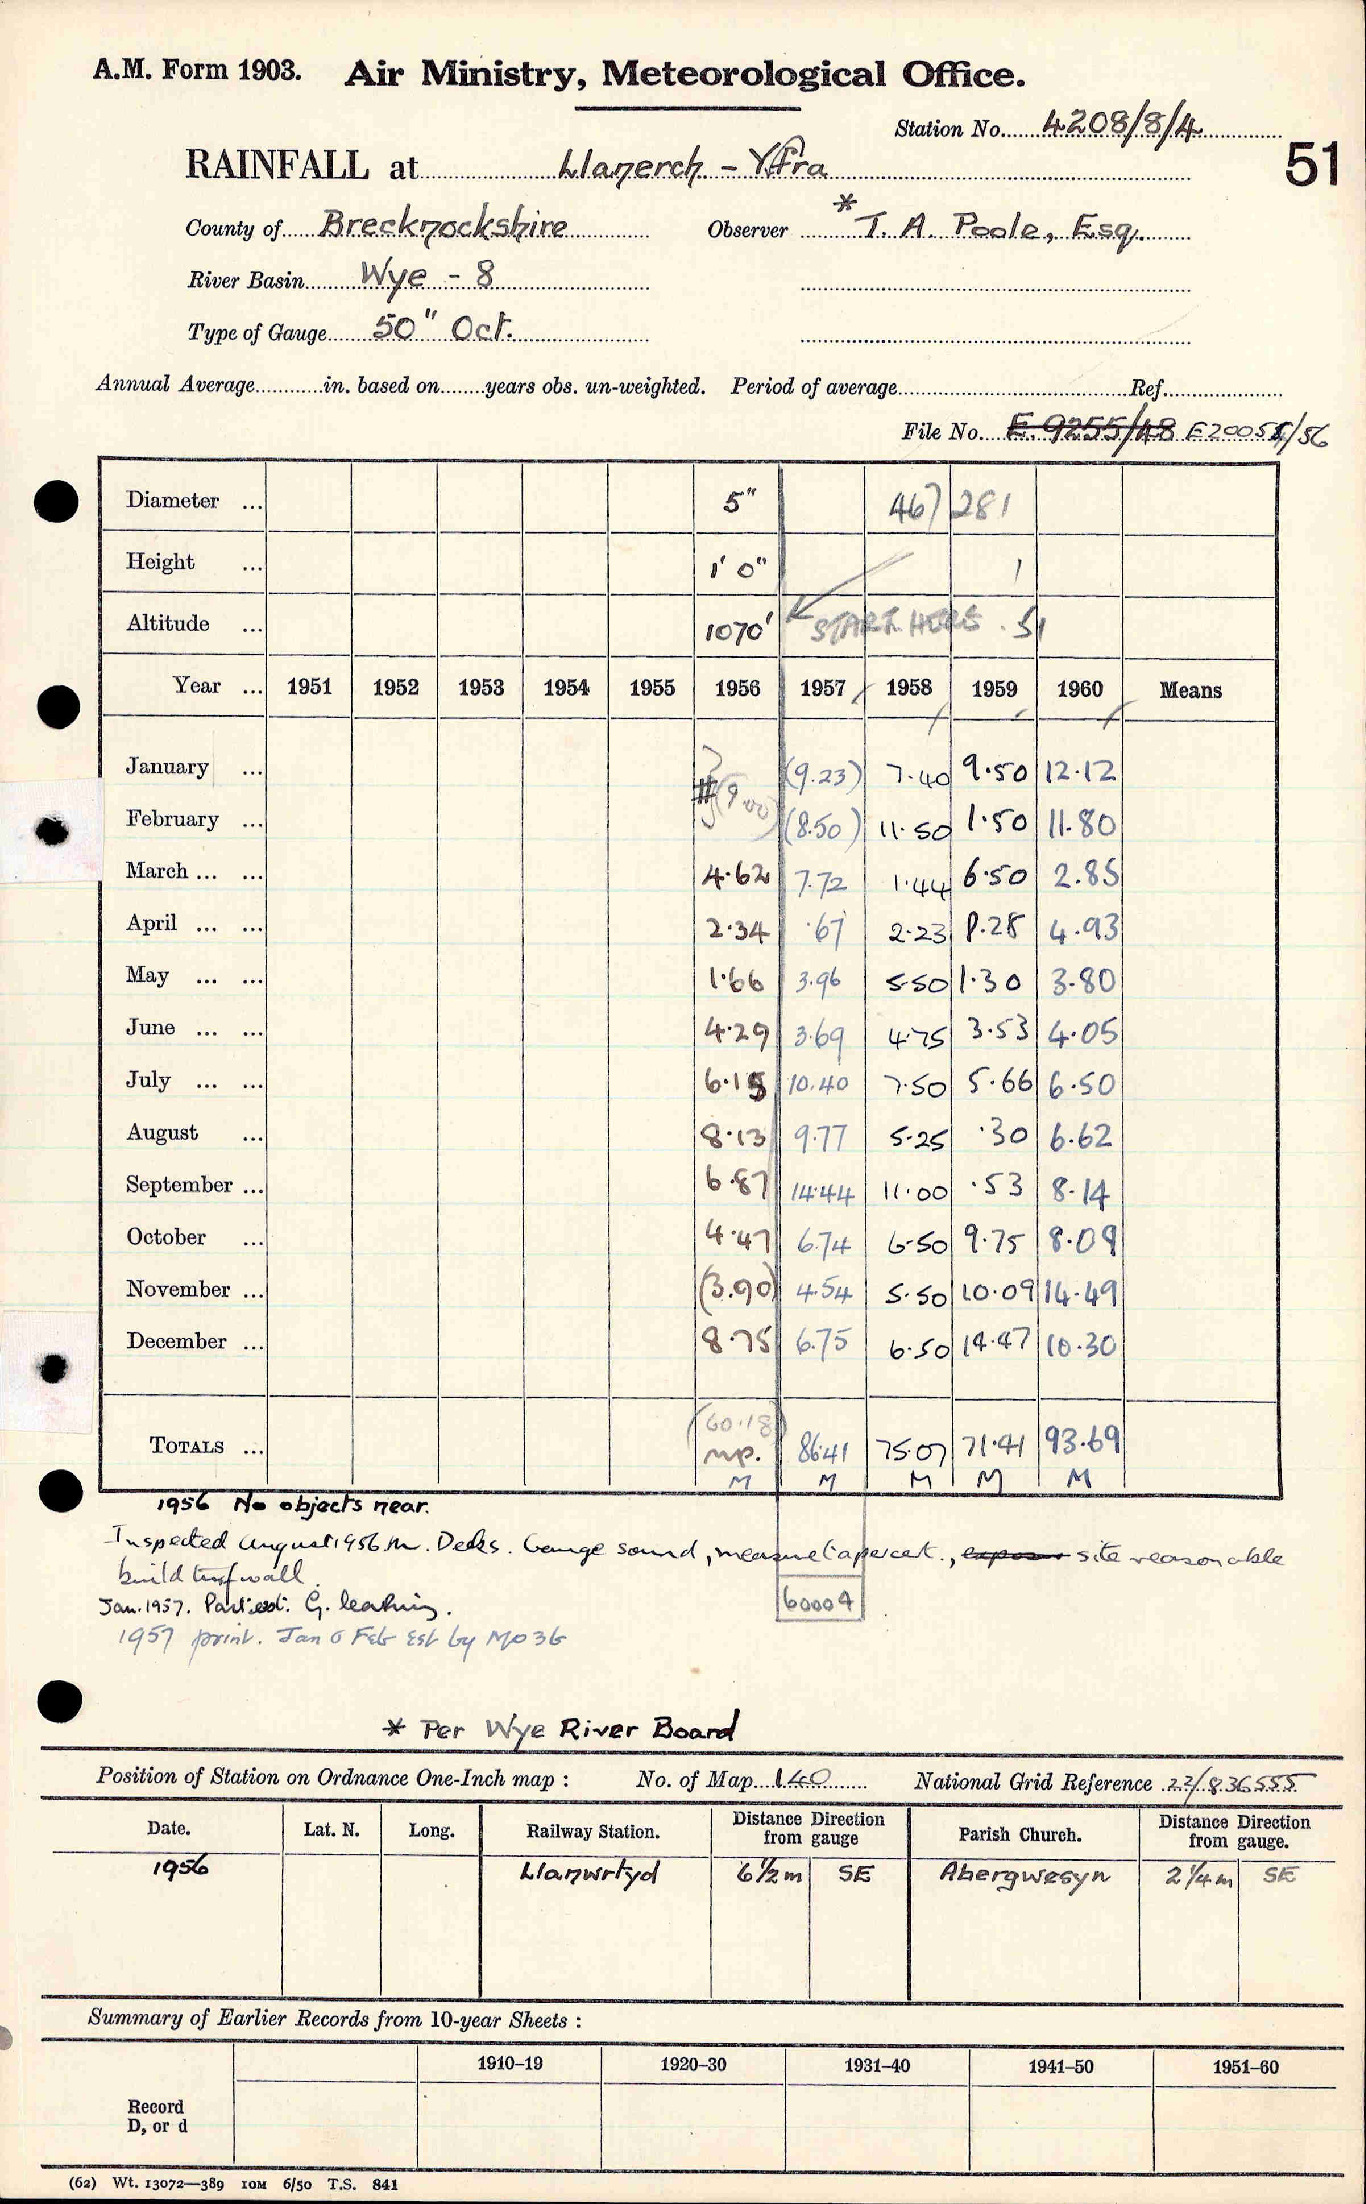 A.M. Form 1903. Air Ministry, Meteorological Office.
Station No. 4208/8/4
51
RAINFALL at Llanerch - Yrfa
County of Brecknockshire Observer * T. A. Poole, Esq.
River Basin Wye - 8
Type of Gauge 50" Oct.
Annual Average in. based on years obs. un-weighted. Period of average Ref.
File No. E. 9255/48 E20054/56
Diameter ... 5" 467281
Height ... 1' 0" 1
Altitude ... 1070' START HERE . 51
Year ... 1951 1952 1953 1954 1955 1956 1957 1958 1959 1960 Means
January ... (9.23) 7.40 9.50 12.12
# (9.00)
February ... (8.50) 11.50 1.50 11.80
March ... ... 4.62 7.72 1.44 6.50 2.85
April ... ... 2.34 .67 2.23 8.28 4.93
May ... ... 1.66 3.96 5.50 1.30 3.80
June ... ... 4.29 3.69 4.75 3.53 4.05
July ... ... 6.15 10.40 7.50 5.66 6.50
August ... 8.13 9.77 5.25 .30 6.62
September ... 6.87 14.44 11.00 .53 8.14
October ... 4.47 6.74 6.50 9.75 8.09
November ... (3.90) 4.54 5.50 10.09 14.49
December ... 8.75 6.75 6.50 14.47 10.30
(60.18)
TOTALS ... np. 86.41 75.07 71.41 93.69
M M M M M
1956 No objects near.
Inspected August 1956 Mr. Decks. Gauge sound, measure tapered., site reasonable
build turf wall.
Jan. 1957. Part est. G. leaking.
60004
1957 print. Jan & Feb Est by MO3b
* Per Wye River Board
Position of Station on Ordnance One-Inch map : No. of Map 140 National Grid Reference 22/836555
Date. Lat. N. Long. Railway Station. Distance Direction from gauge Parish Church. Distance Direction from gauge.
1956 Llanwrtyd 6½m SE Abergwesyn 2¼m SE
Summary of Earlier Records from 10-year Sheets :
1910–19 1920–30 1931–40 1941–50 1951–60
Record
D, or d
(62) Wt. 13072—389 10M 6/50 T.S. 841